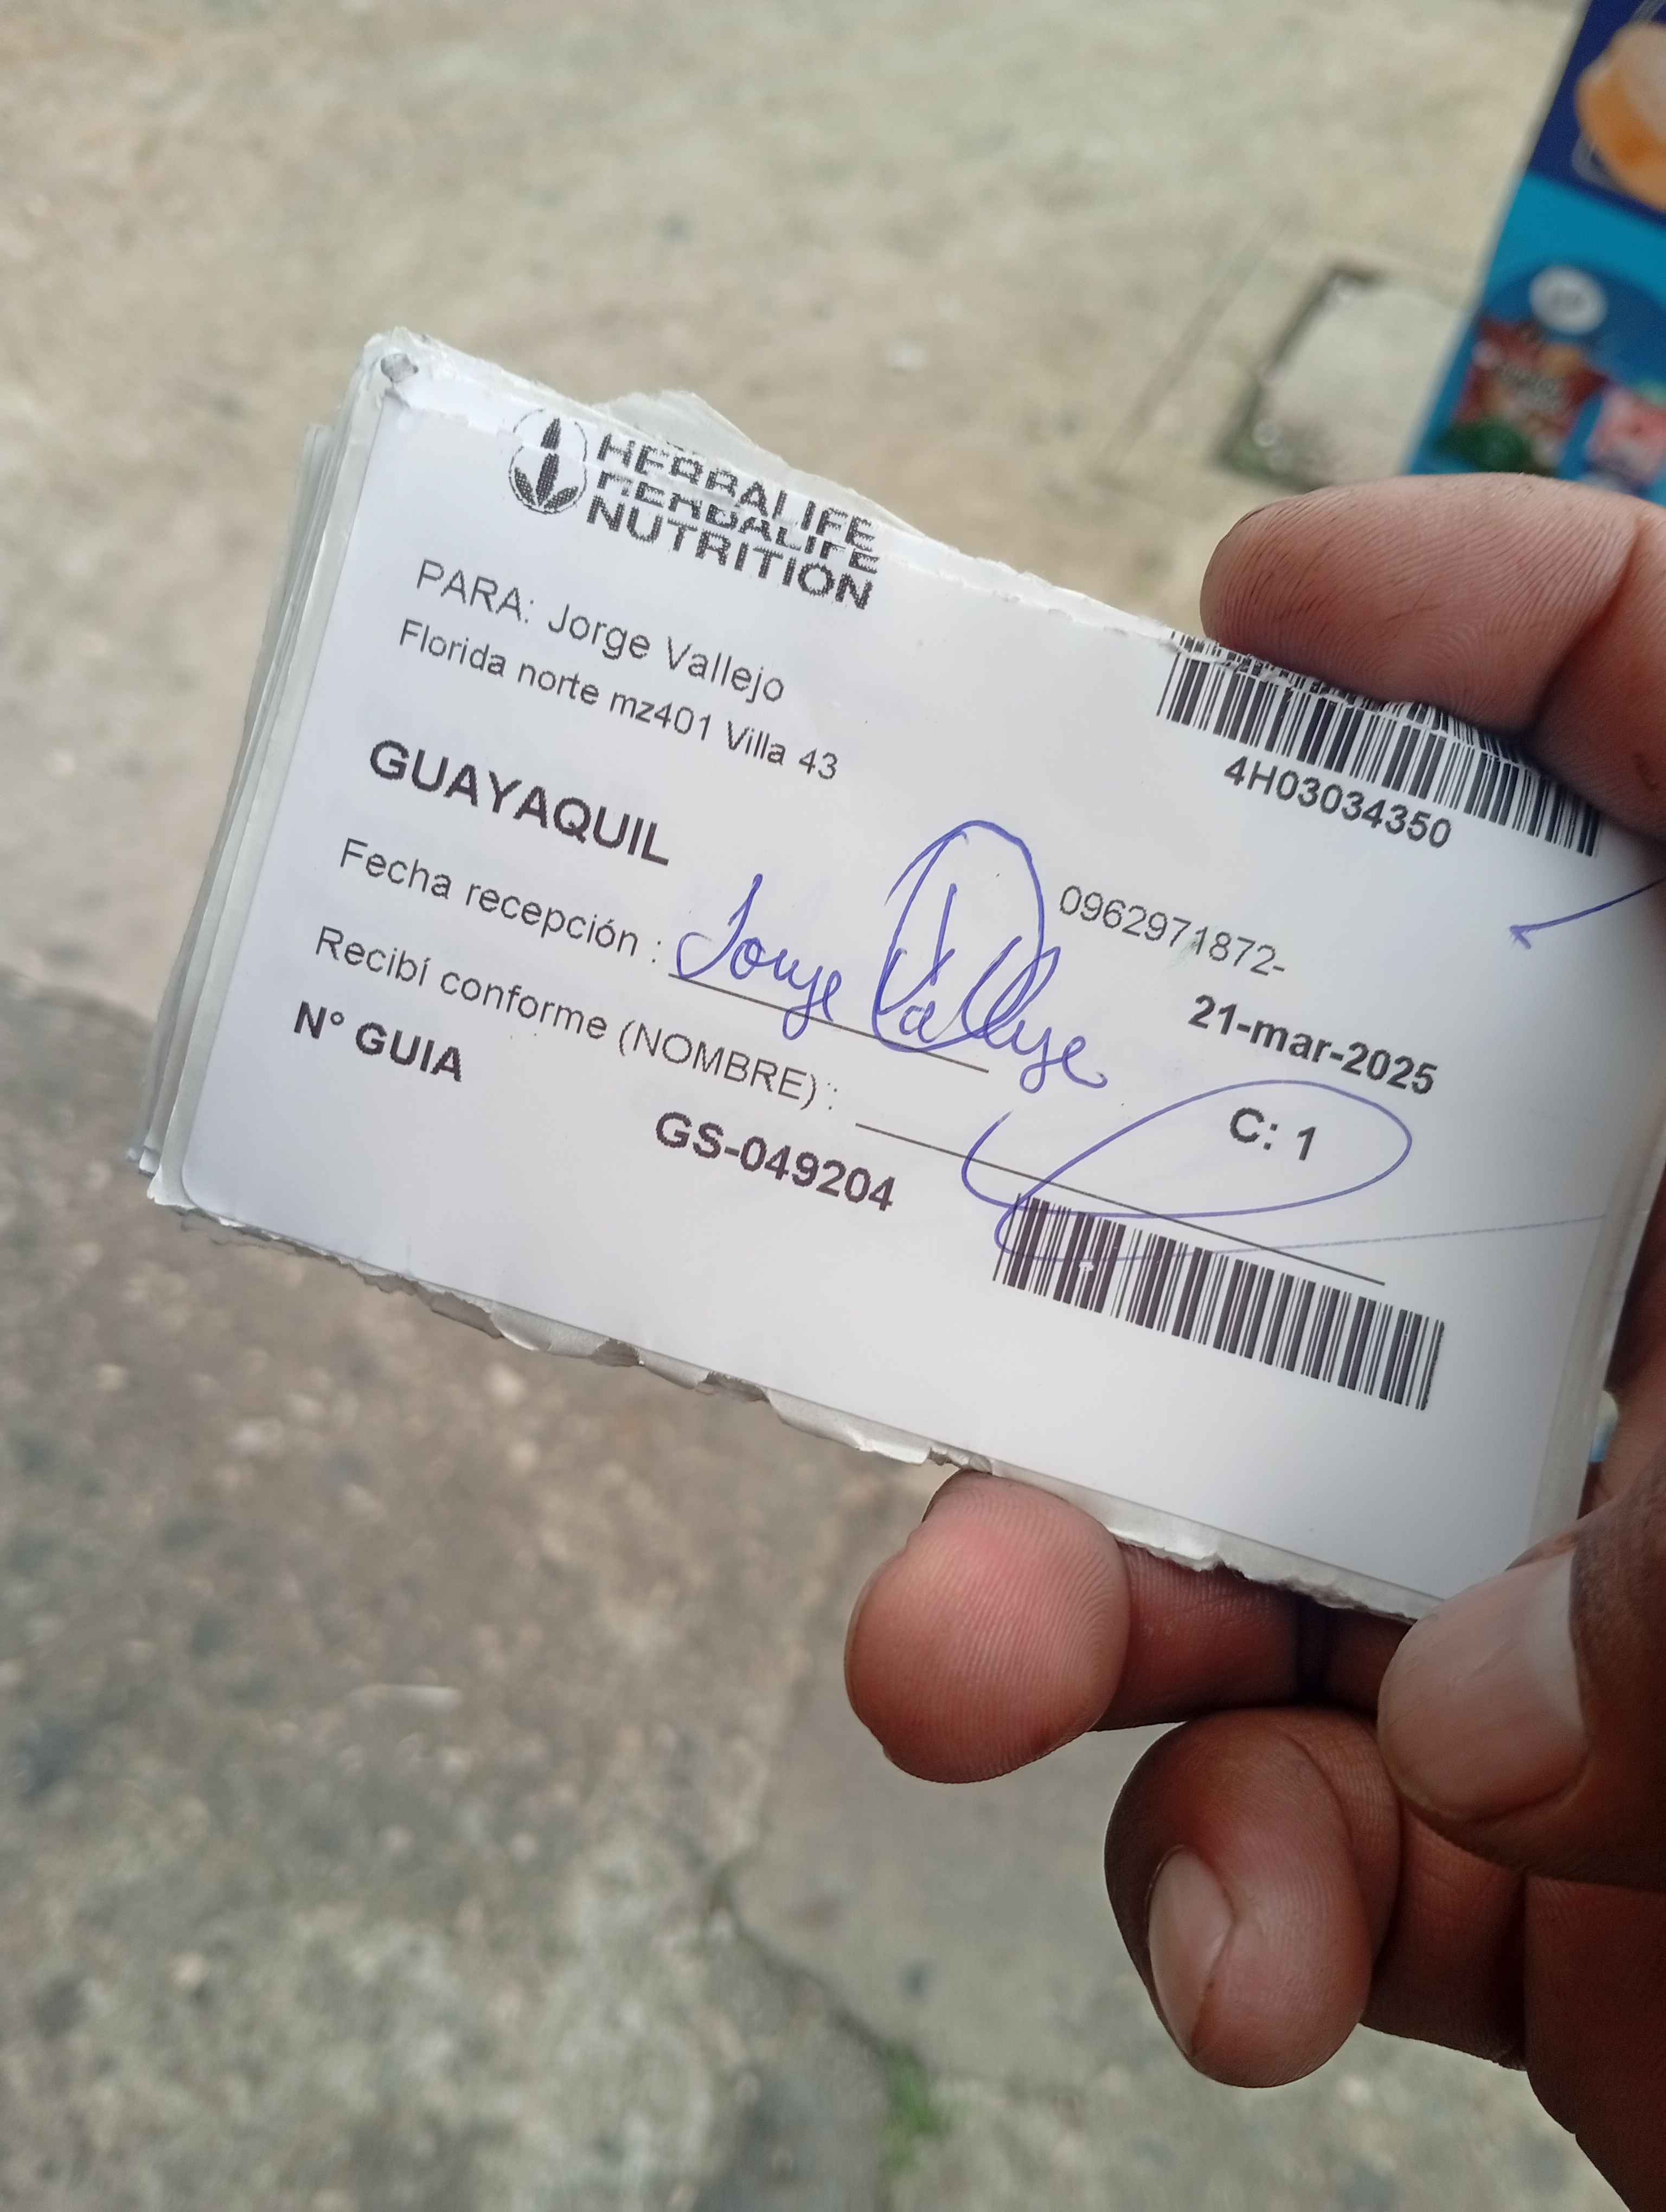 HERBALIFE
HERBALIFE
NUTRITION
PARA: Jorge Vallejo
Florida norte mz401 Villa 43
4H03034350
GUAYAQUIL
0962971872-
Fecha recepción : Jorge Vallejo
21-mar-2025
Recibí conforme (NOMBRE) :
C: 1
N° GUIA
GS-049204